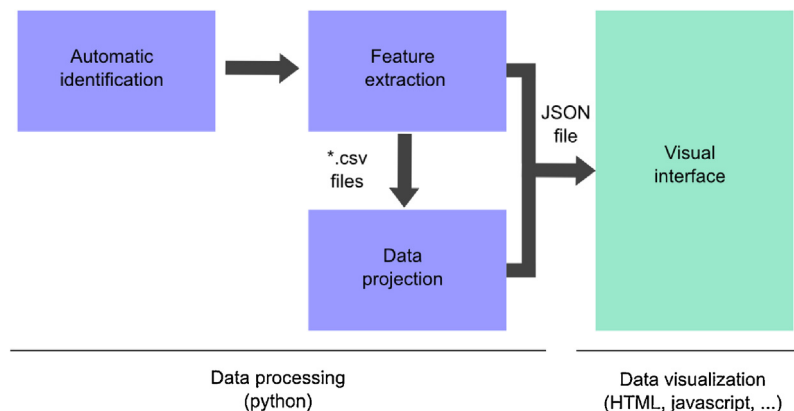 Automatic
identification
Feature
extraction
*.csv
files
Data
projection
JSON
file
Visual
interface
Data processing
(python)
Data visualization
(HTML, javascript, ...)